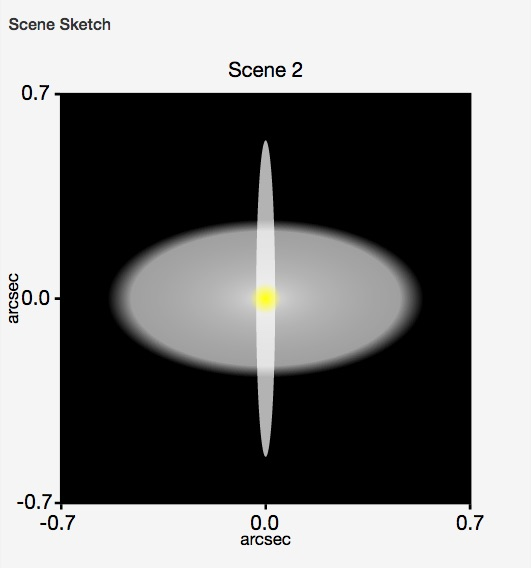 Scene Sketch
Scene 2
0.7
arcsec
0.0
-0.7
-0.7 0.0 0.7
arcsec